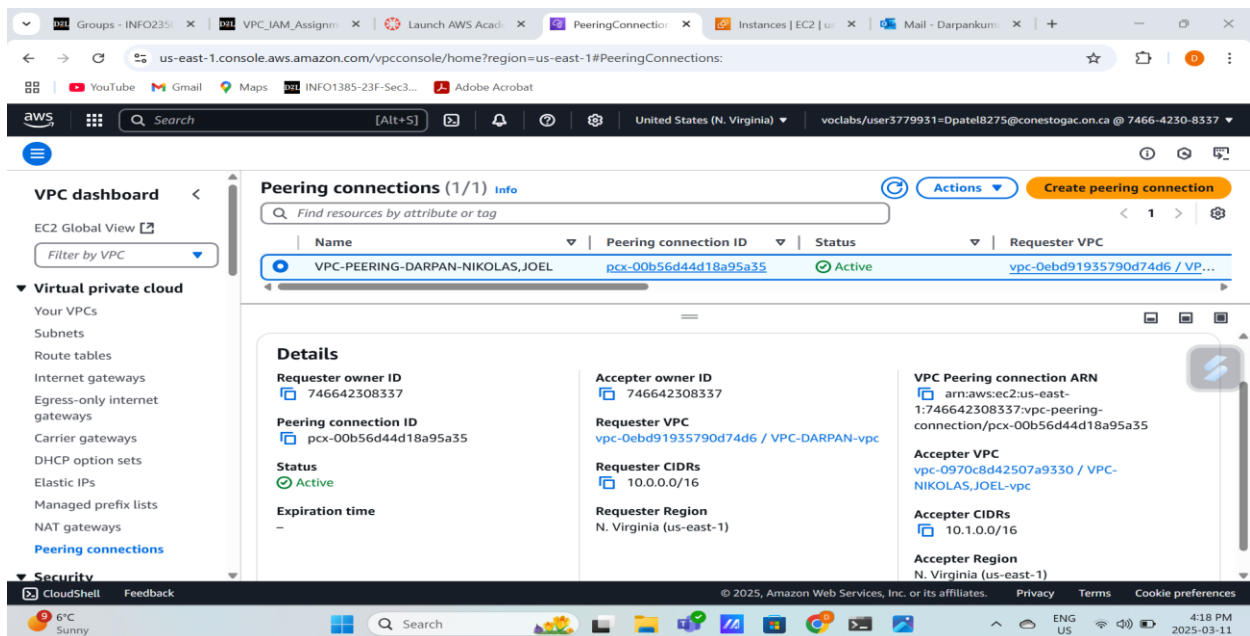 Groups - INFO235
VPC_IAM_Assignm
Launch AWS Acad
PeeringConnection
Instances | EC2 | us
Mail - Darpankum
us-east-1.console.aws.amazon.com/vpcconsole/home?region=us-east-1#PeeringConnections:
D
YouTube
Gmail
Maps
INFO1385-23F-Sec3...
Adobe Acrobat
aws
Search
[Alt+S]
United States (N. Virginia)
voclabs/user3779931=Dpatel8275@conestogac.on.ca @ 7466-4230-8337
VPC dashboard
EC2 Global View
Filter by VPC
Virtual private cloud
Your VPCs
Subnets
Route tables
Internet gateways
Egress-only internet
gateways
Carrier gateways
DHCP option sets
Elastic IPs
Managed prefix lists
NAT gateways
Peering connections
Security
Peering connections (1/1) Info
Actions
Create peering connection
Find resources by attribute or tag
1
Name
Peering connection ID
Status
Requester VPC
VPC-PEERING-DARPAN-NIKOLAS,JOEL
pcx-00b56d44d18a95a35
Active
vpc-0ebd91935790d74d6 / VP...
Details
Requester owner ID
746642308337
Peering connection ID
pcx-00b56d44d18a95a35
Status
Active
Expiration time
–
Accepter owner ID
746642308337
Requester VPC
vpc-0ebd91935790d74d6 / VPC-DARPAN-vpc
Requester CIDRs
10.0.0.0/16
Requester Region
N. Virginia (us-east-1)
VPC Peering connection ARN
arn:aws:ec2:us-east-
1:746642308337:vpc-peering-
connection/pcx-00b56d44d18a95a35
Accepter VPC
vpc-0970c8d42507a9330 / VPC-
NIKOLAS,JOEL-vpc
Accepter CIDRs
10.1.0.0/16
Accepter Region
N. Virginia (us-east-1)
CloudShell
Feedback
© 2025, Amazon Web Services, Inc. or its affiliates.
Privacy
Terms
Cookie preferences
9
6°C
Sunny
Search
ENG
US
4:18 PM
2025-03-11